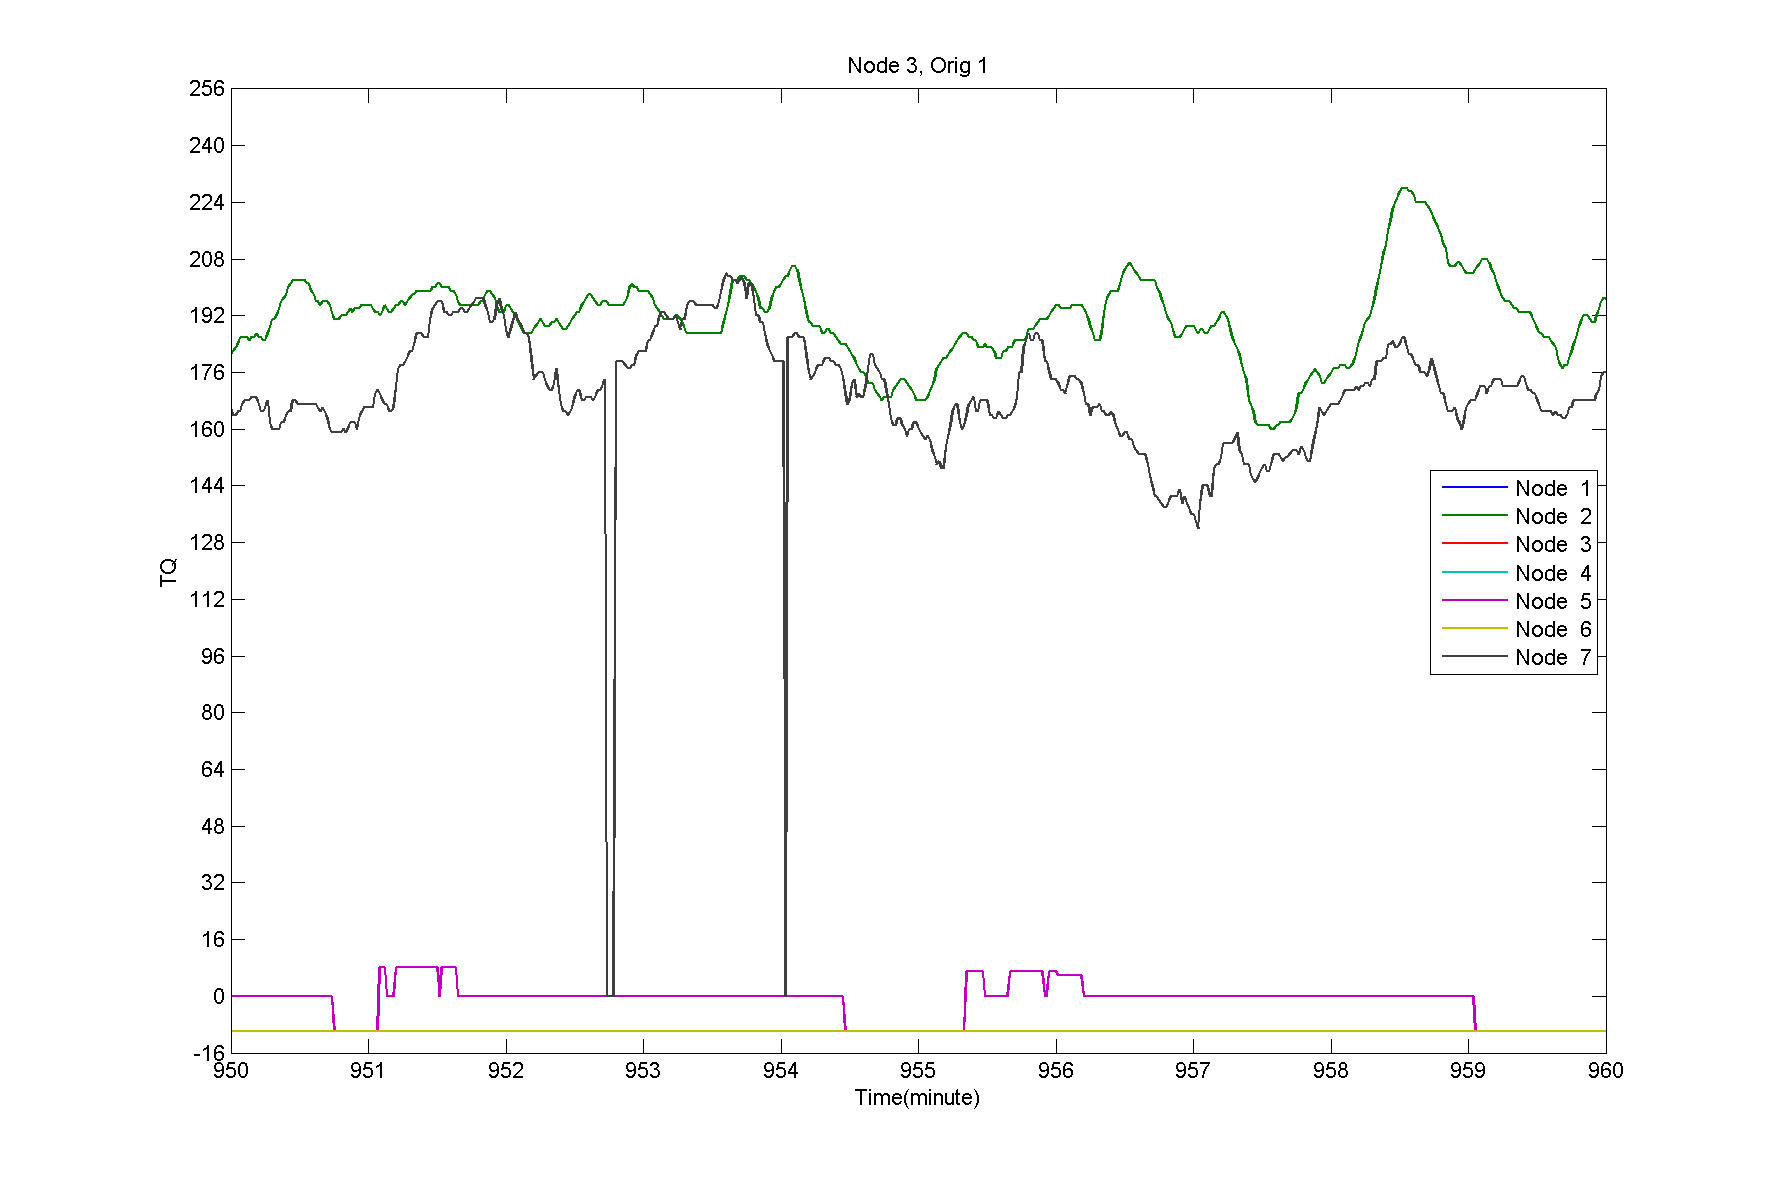 Node 3, Orig 1
256
240
224
208
192
176
160
144
128
112
96
80
64
48
32
16
0
-16
TQ
Node 1
Node 2
Node 3
Node 4
Node 5
Node 6
Node 7
950 951 952 953 954 955 956 957 958 959 960
Time(minute)